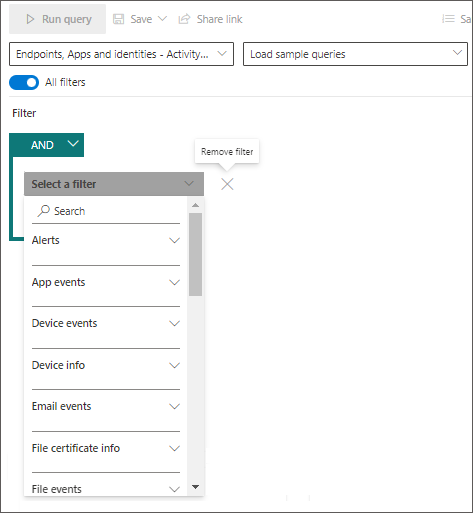 Run query Save Share link Sa
Endpoints, Apps and identities - Activity... Load sample queries
All filters
Filter
AND
Remove filter
Select a filter
Search
Alerts
App events
Device events
Device info
Email events
File certificate info
File events